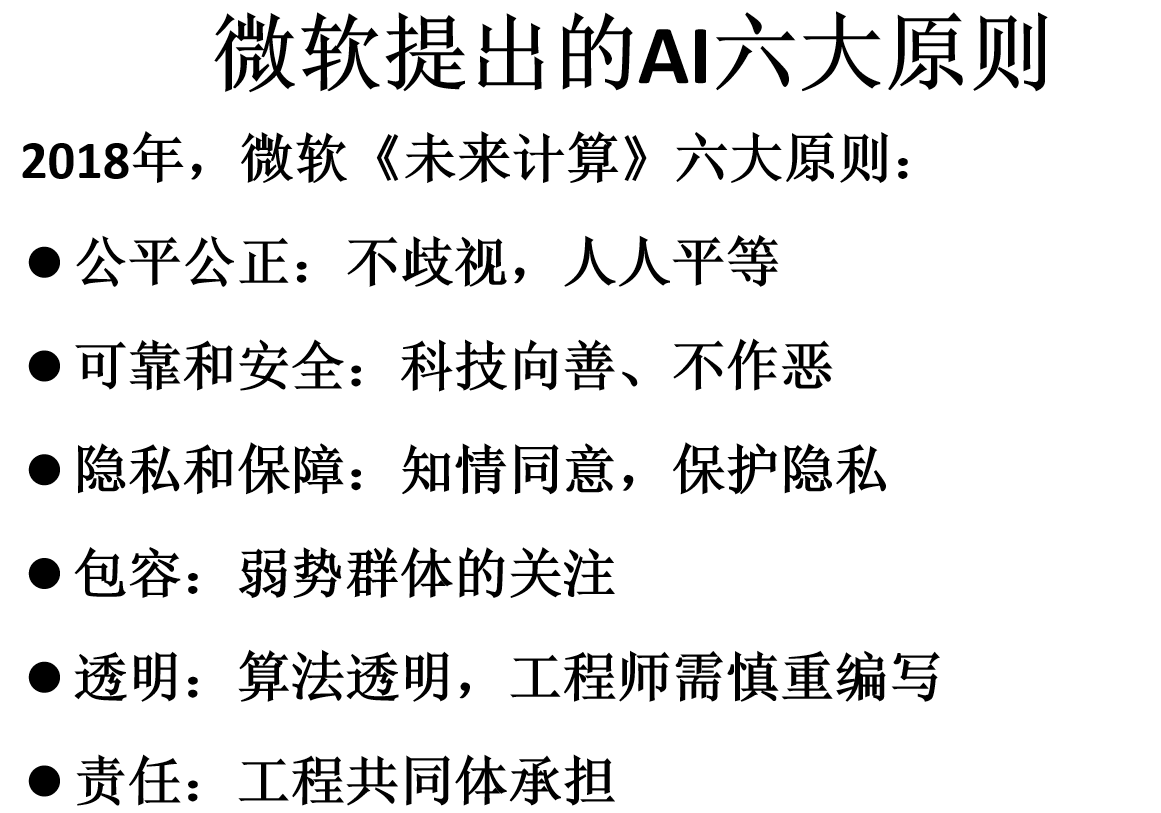 微软提出的AI六大原则
2018年，微软《未来计算》六大原则：
● 公平公正：不歧视，人人平等
● 可靠和安全：科技向善、不作恶
● 隐私和保障：知情同意，保护隐私
● 包容：弱势群体的关注
● 透明：算法透明，工程师需慎重编写
● 责任：工程共同体承担